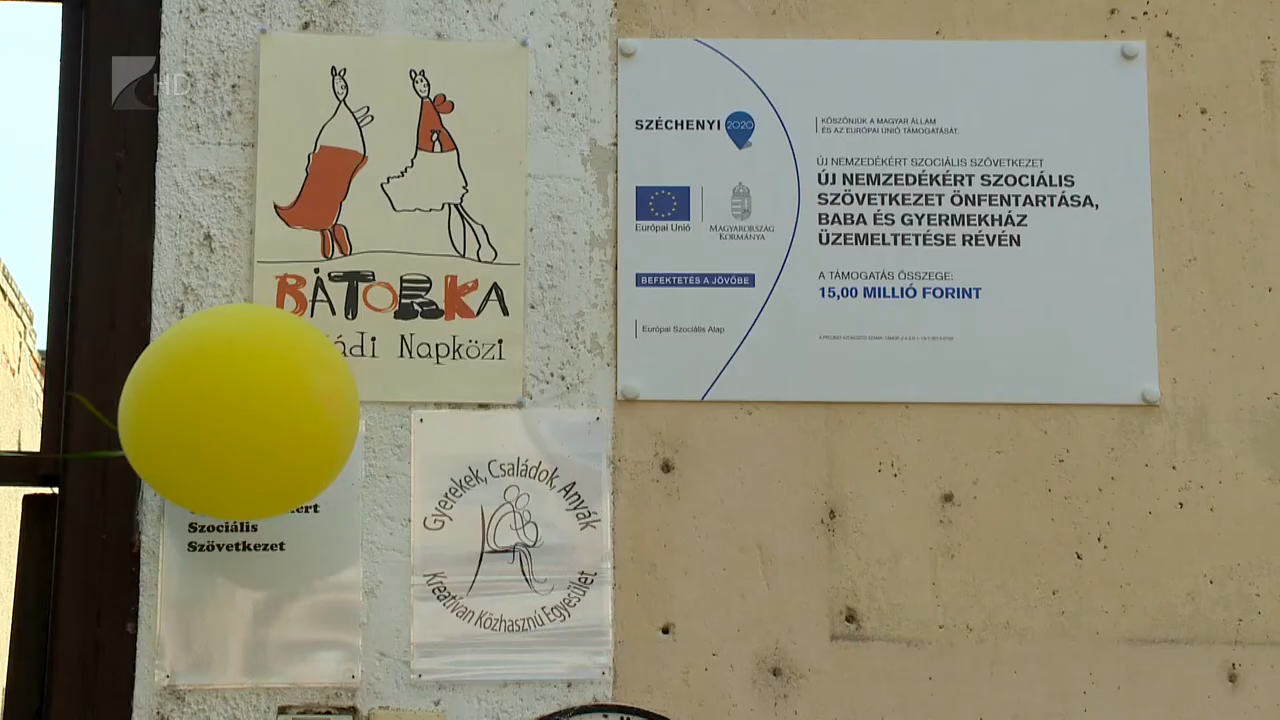 HD
BÁTORKA
Napközi
SZÉCHENYI 2020
Európai Unió
MAGYARORSZÁG
KORMÁNYA
BEFEKTETÉS A JÖVŐBE
Európai Szociális Alap
KÖSZÖNJÜK A MAGYAR ÁLLAM
ÉS AZ EURÓPAI UNIÓ TÁMOGATÁSÁT.
ÚJ NEMZEDÉKÉRT SZOCIÁLIS SZÖVETKEZET
ÚJ NEMZEDÉKÉRT SZOCIÁLIS
SZÖVETKEZET ÖNFENTARTÁSA,
BABA ÉS GYERMEKHÁZ
ÜZEMELTETÉSE RÉVÉN
A TÁMOGATÁS ÖSSZEGE:
15,00 MILLIÓ FORINT
Szociális
Szövetkezet
Gyerekek, Családok, Anyák
Kreatívan Közhasznú Egyesület